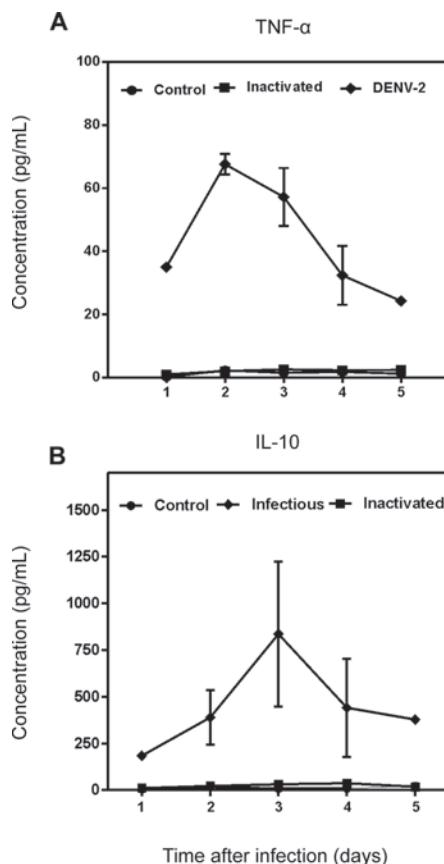 A
TNF-α
Concentration (pg/mL)
100
80
60
40
20
0
Control Inactivated DENV-2
1 2 3 4 5
B
IL-10
Concentration (pg/mL)
1500
1250
1000
750
500
250
0
Control Infectious Inactivated
1 2 3 4 5
Time after infection (days)